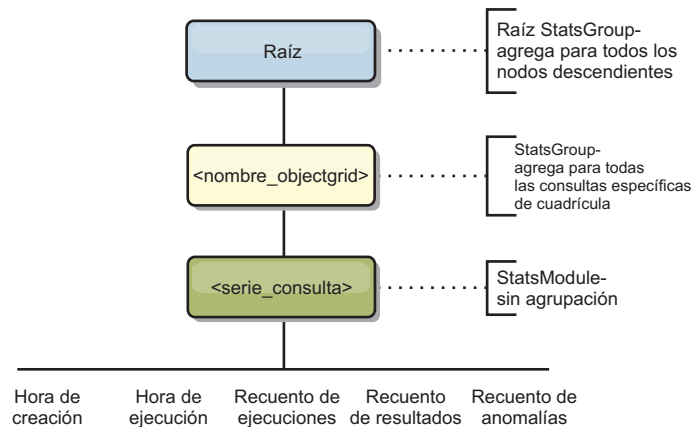 Raíz
Raíz StatsGroup-
agrega para todos los
nodos descendientes
<nombre_objectgrid>
StatsGroup-
agrega para todas
las consultas específicas
de cuadrícula
<serie_consulta>
StatsModule-
sin agrupación
Hora de
creación
Hora de
ejecución
Recuento de
ejecuciones
Recuento
de resultados
Recuento de
anomalías